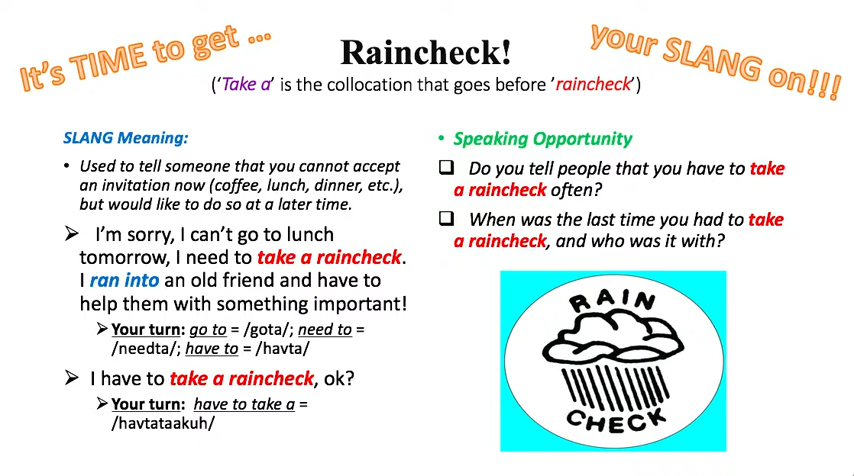 It's TIME to get ...
Raincheck!
your SLANG on!!!
('Take a' is the collocation that goes before 'raincheck')
SLANG Meaning:
• Used to tell someone that you cannot accept
an invitation now (coffee, lunch, dinner, etc.),
but would like to do so at a later time.
➢ I'm sorry, I can't go to lunch
tomorrow, I need to take a raincheck.
I ran into an old friend and have to
help them with something important!
➢ Your turn: go to = /gota/; need to =
/needta/; have to = /havta/
➢ I have to take a raincheck, ok?
➢ Your turn: have to take a =
/havtataakuh/
• Speaking Opportunity
❑ Do you tell people that you have to take
a raincheck often?
❑ When was the last time you had to take
a raincheck, and who was it with?
RAIN
CHECK